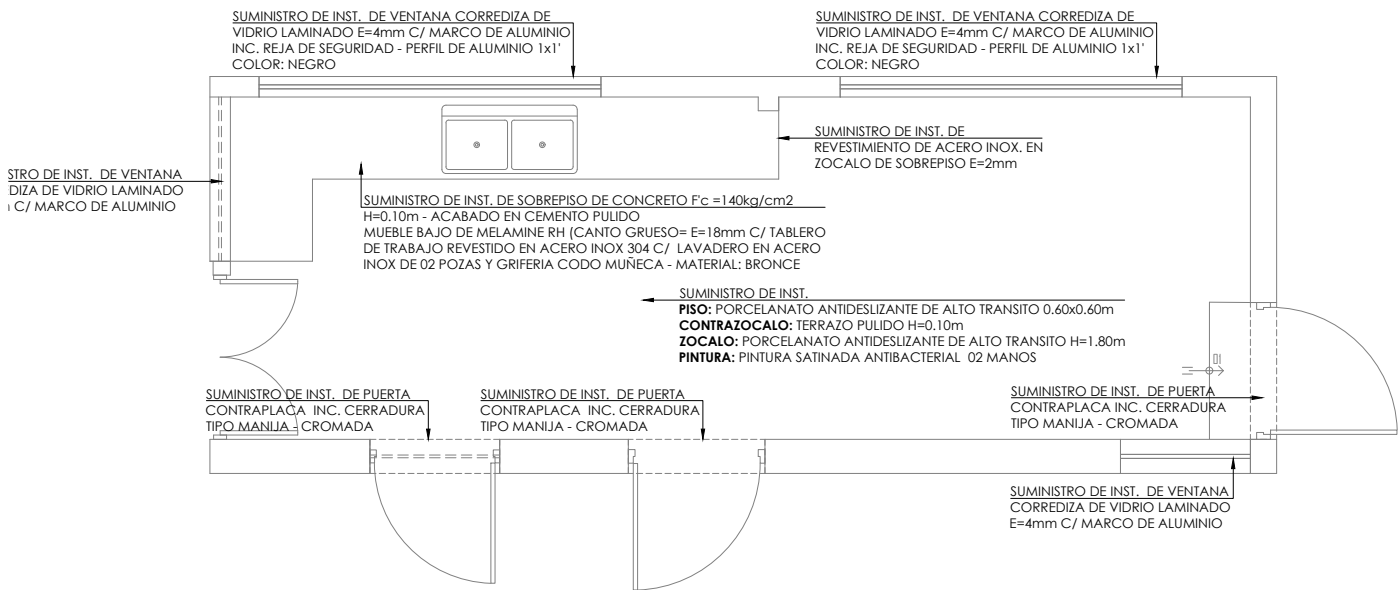 SUMINISTRO DE INST. DE VENTANA CORREDIZA DE
VIDRIO LAMINADO E=4mm C/ MARCO DE ALUMINIO
INC. REJA DE SEGURIDAD - PERFIL DE ALUMINIO 1x1'
COLOR: NEGRO
SUMINISTRO DE INST. DE VENTANA CORREDIZA DE
VIDRIO LAMINADO E=4mm C/ MARCO DE ALUMINIO
INC. REJA DE SEGURIDAD - PERFIL DE ALUMINIO 1x1'
COLOR: NEGRO
SUMINISTRO DE INST. DE
REVESTIMIENTO DE ACERO INOX. EN
ZOCALO DE SOBREPISO E=2mm
STRO DE INST. DE VENTANA
DIZA DE VIDRIO LAMINADO
C/ MARCO DE ALUMINIO
SUMINISTRO DE INST. DE SOBREPISO DE CONCRETO F'c =140kg/cm2
H=0.10m - ACABADO EN CEMENTO PULIDO
MUEBLE BAJO DE MELAMINE RH (CANTO GRUESO= E=18mm C/ TABLERO
DE TRABAJO REVESTIDO EN ACERO INOX 304 C/ LAVADERO EN ACERO
INOX DE 02 POZAS Y GRIFERIA CODO MUÑECA - MATERIAL: BRONCE
SUMINISTRO DE INST.
PISO: PORCELANATO ANTIDESLIZANTE DE ALTO TRANSITO 0.60x0.60m
CONTRAZOCALO: TERRAZO PULIDO H=0.10m
ZOCALO: PORCELANATO ANTIDESLIZANTE DE ALTO TRANSITO H=1.80m
PINTURA: PINTURA SATINADA ANTIBACTERIAL 02 MANOS
SUMINISTRO DE INST. DE PUERTA
CONTRAPLACA INC. CERRADURA
TIPO MANIJA - CROMADA
SUMINISTRO DE INST. DE PUERTA
CONTRAPLACA INC. CERRADURA
TIPO MANIJA - CROMADA
SUMINISTRO DE INST. DE PUERTA
CONTRAPLACA INC. CERRADURA
TIPO MANIJA - CROMADA
SUMINISTRO DE INST. DE VENTANA
CORREDIZA DE VIDRIO LAMINADO
E=4mm C/ MARCO DE ALUMINIO